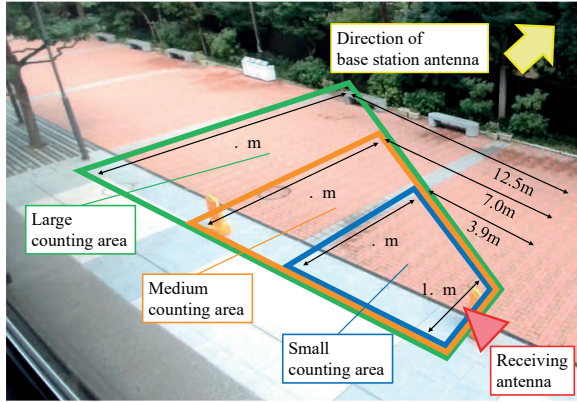 Direction of
base station antenna
. m
12.5m
. m
7.0m
Large
counting area
. m
3.9m
Medium
counting area
1. m
Small
counting area
Receiving
antenna